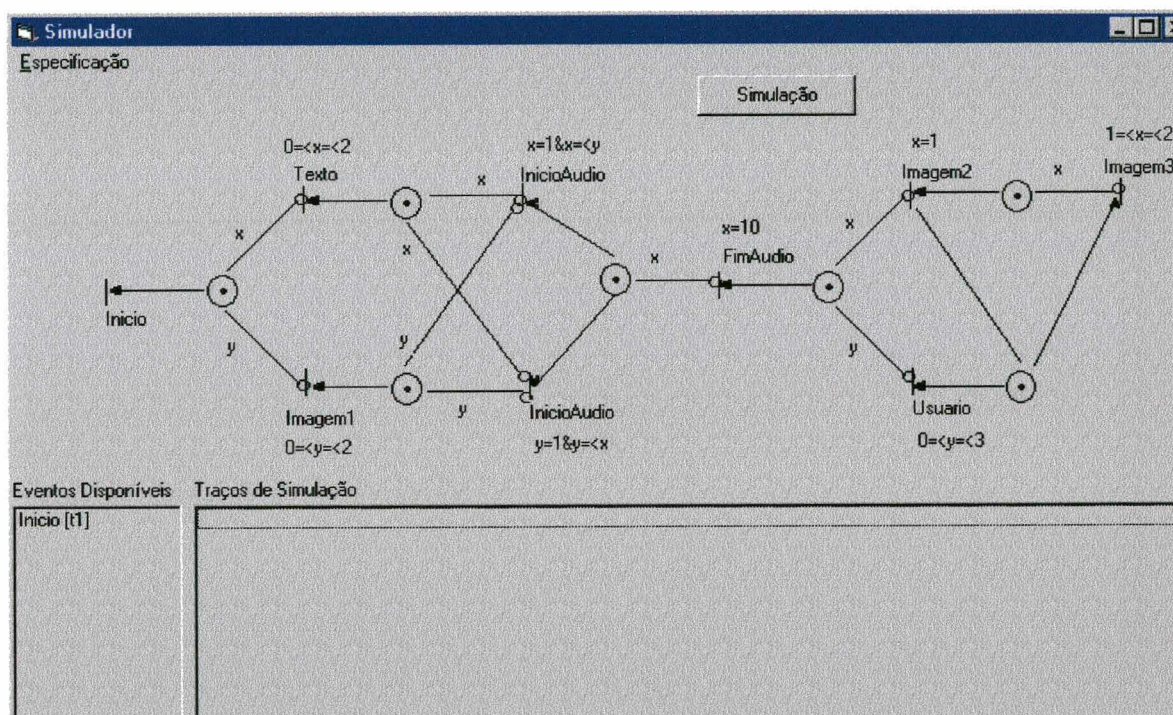 Simulador
Especificação
Simulação
0=<x=<2
Texto
x=1&x=<y
InicioAudio
x=1
Imagem2
1=<x=<2
Imagem3
x
x
x
x
x
x
x=10
FimAudio
Inicio
y
y
y
y
Imagem1
0=<y=<2
InicioAudio
y=1&y=<x
Usuario
0=<y=<3
Eventos Disponíveis
Traços de Simulação
Inicio [t1]